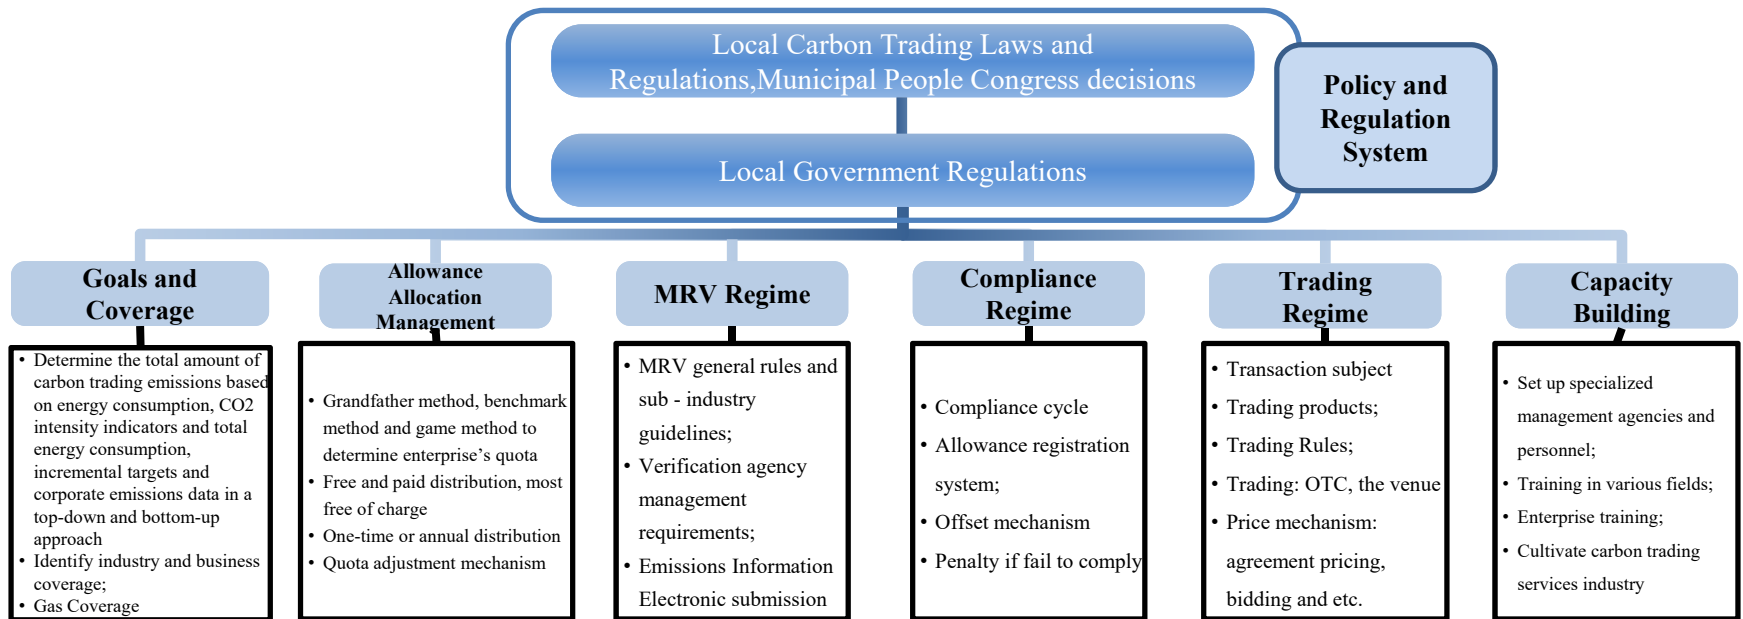 Local Carbon Trading Laws and
Regulations,Municipal People Congress decisions
Local Government Regulations
Policy and
Regulation
System
Goals and
Coverage
• Determine the total amount of
carbon trading emissions based
on energy consumption, CO2
intensity indicators and total
energy consumption,
incremental targets and
corporate emissions data in a
top-down and bottom-up
approach
• Identify industry and business
coverage;
• Gas Coverage
Allowance
Allocation
Management
• Grandfather method, benchmark
method and game method to
determine enterprise's quota
• Free and paid distribution, most
free of charge
• One-time or annual distribution
• Quota adjustment mechanism
MRV Regime
• MRV general rules and
sub - industry
guidelines;
• Verification agency
management
requirements;
• Emissions Information
Electronic submission
Compliance
Regime
• Compliance cycle
• Allowance registration
system;
• Offset mechanism
• Penalty if fail to comply
Trading
Regime
• Transaction subject
• Trading products;
• Trading Rules;
• Trading: OTC, the venue
• Price mechanism:
agreement pricing,
bidding and etc.
Capacity
Building
• Set up specialized
management agencies and
personnel;
• Training in various fields;
• Enterprise training;
• Cultivate carbon trading
services industry